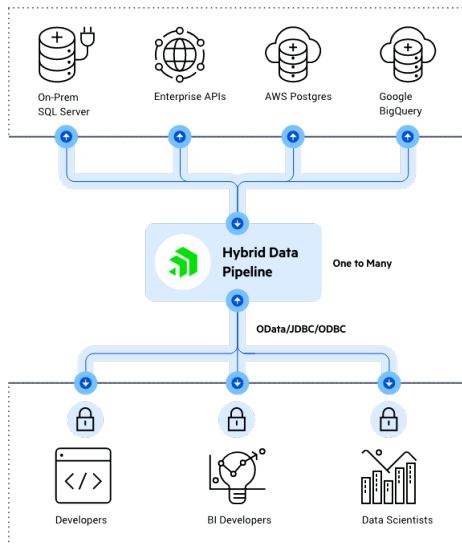 On-Prem
SQL Server
Enterprise APIs
AWS Postgres
Google
BigQuery
Hybrid Data
Pipeline
One to Many
OData/JDBC/ODBC
</>
Developers
BI Developers
Data Scientists